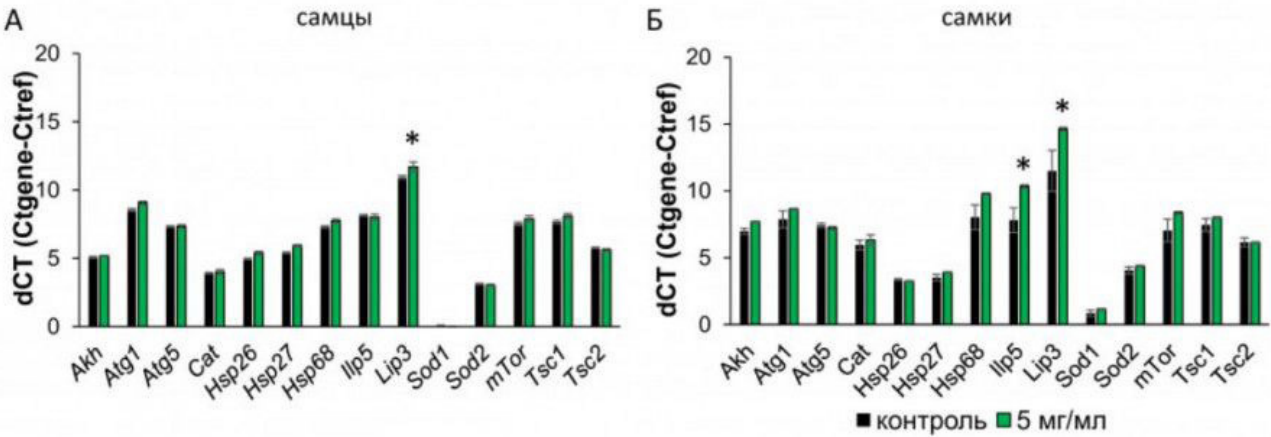 А
самцы
dCT (Ctgene-Ctref)
20
15
10
5
0
*
Akh
Atg1
Atg5
Cat
Hsp26
Hsp27
Hsp68
Ilp5
Lip3
Sod1
Sod2
mTor
Tsc1
Tsc2
Б
самки
dCT (Ctgene-Ctref)
20
15
10
5
0
*
*
Akh
Atg1
Atg5
Cat
Hsp26
Hsp27
Hsp68
Ilp5
Lip3
Sod1
Sod2
mTor
Tsc1
Tsc2
контроль 5 мг/мл